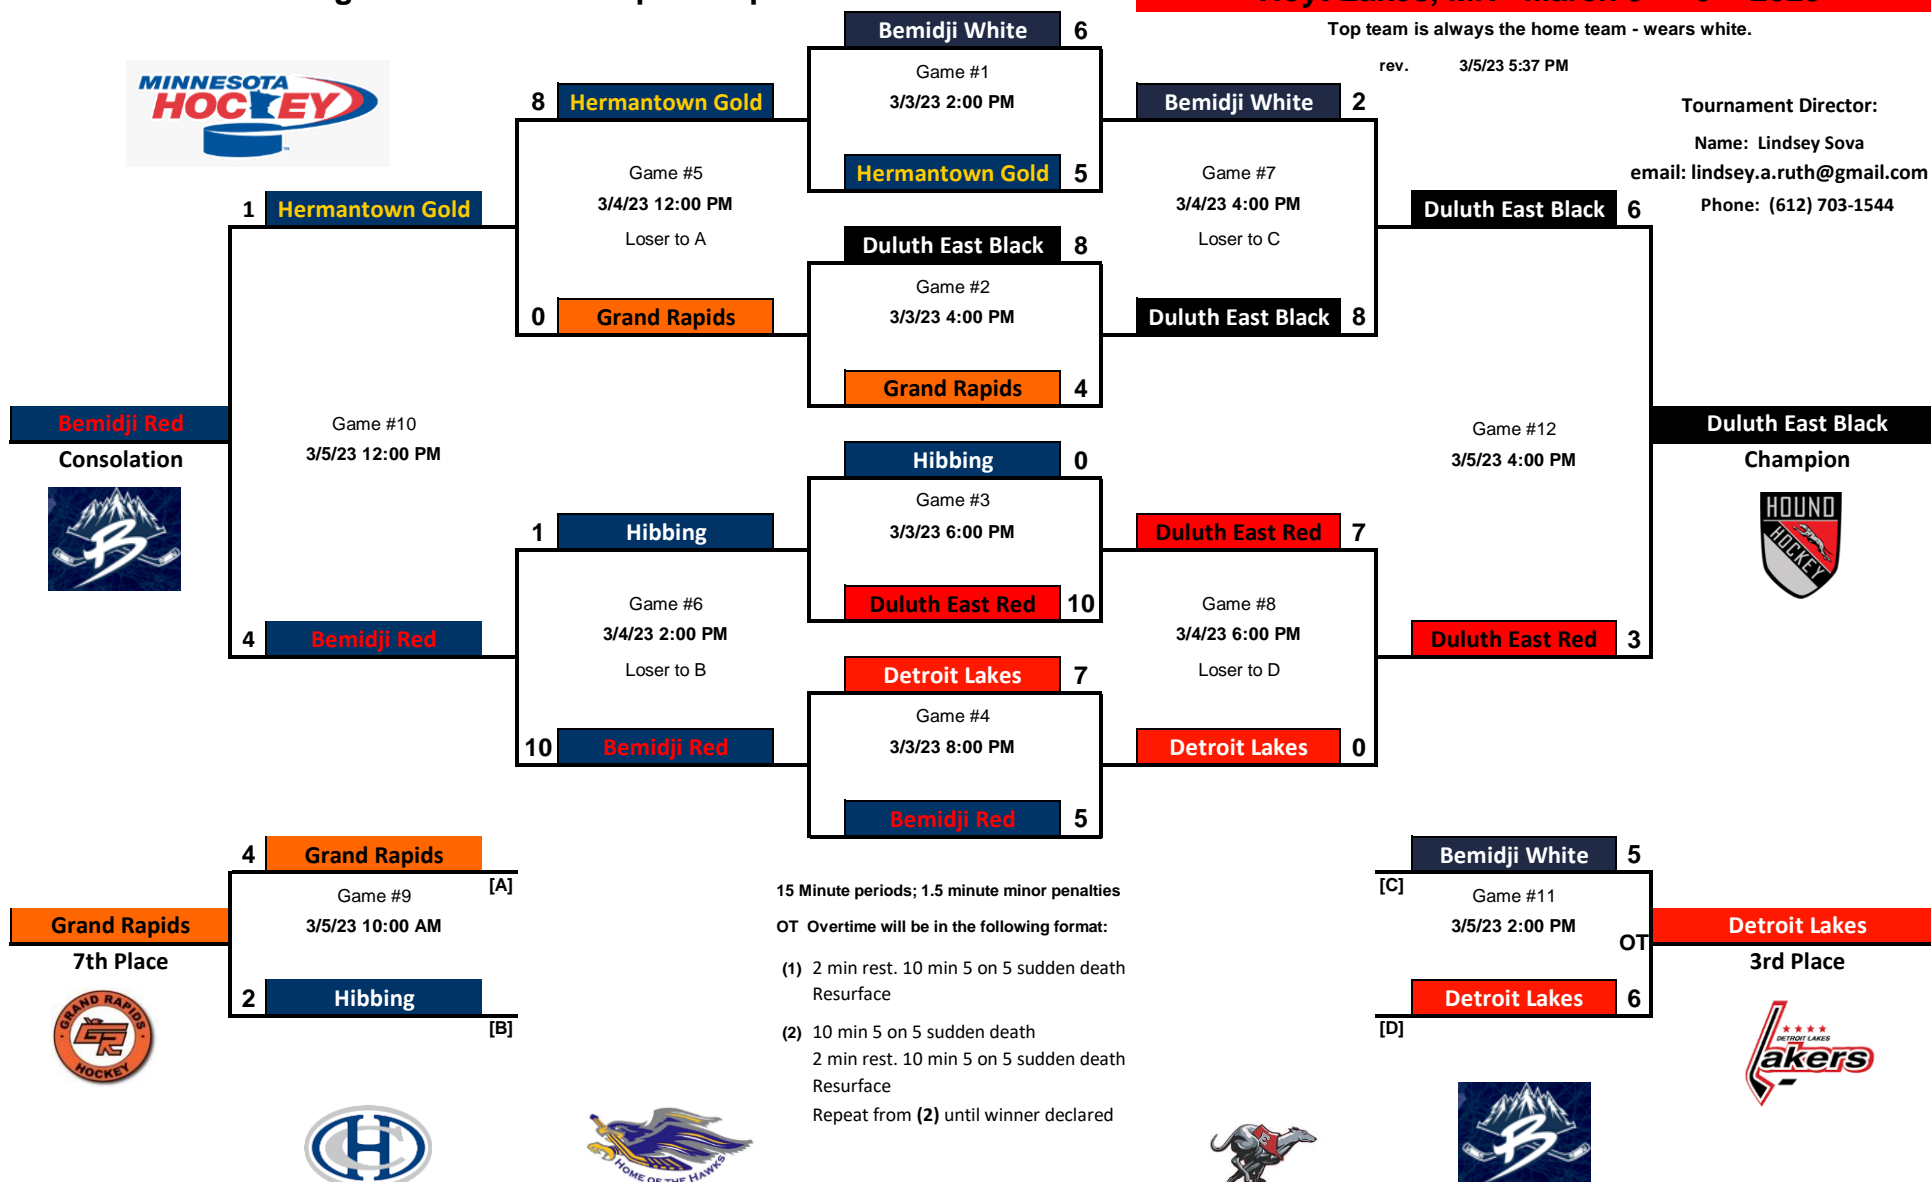 Bemidji White 6
Top team is always the home team - wears white.
rev. 3/5/23 5:37 PM
MINNESOTA
HOCKEY
Game #1
3/3/23 2:00 PM
8 Hermantown Gold
Bemidji White 2
Tournament Director:
Name: Lindsey Sova
email: lindsey.a.ruth@gmail.com
Phone: (612) 703-1544
Game #5
3/4/23 12:00 PM
Loser to A
Hermantown Gold 5
Game #7
3/4/23 4:00 PM
Loser to C
1 Hermantown Gold
Duluth East Black 6
Duluth East Black 8
Game #2
3/3/23 4:00 PM
0 Grand Rapids
Duluth East Black 8
Grand Rapids 4
Bemidji Red
Consolation
Game #10
3/5/23 12:00 PM
Game #12
3/5/23 4:00 PM
Duluth East Black
Champion
B
HOUND
HOCKEY
Hibbing 0
Game #3
3/3/23 6:00 PM
1 Hibbing
Duluth East Red 7
Duluth East Red 10
Game #6
3/4/23 2:00 PM
Loser to B
Game #8
3/4/23 6:00 PM
Loser to D
4 Bemidji Red
Duluth East Red 3
Detroit Lakes 7
Game #4
3/3/23 8:00 PM
10 Bemidji Red
Detroit Lakes 0
Bemidji Red 5
4 Grand Rapids
[A]
Game #9
3/5/23 10:00 AM
Grand Rapids
7th Place
2 Hibbing
[B]
GRAND RAPIDS
GR
HOCKEY
15 Minute periods; 1.5 minute minor penalties
OT Overtime will be in the following format:
(1) 2 min rest. 10 min 5 on 5 sudden death
Resurface
(2) 10 min 5 on 5 sudden death
2 min rest. 10 min 5 on 5 sudden death
Resurface
Repeat from (2) until winner declared
Bemidji White 5
[C]
Game #11
3/5/23 2:00 PM
OT
Detroit Lakes
3rd Place
Detroit Lakes 6
[D]
DETROIT LAKES
Lakers
CH
HOME OF THE HAWKS
B